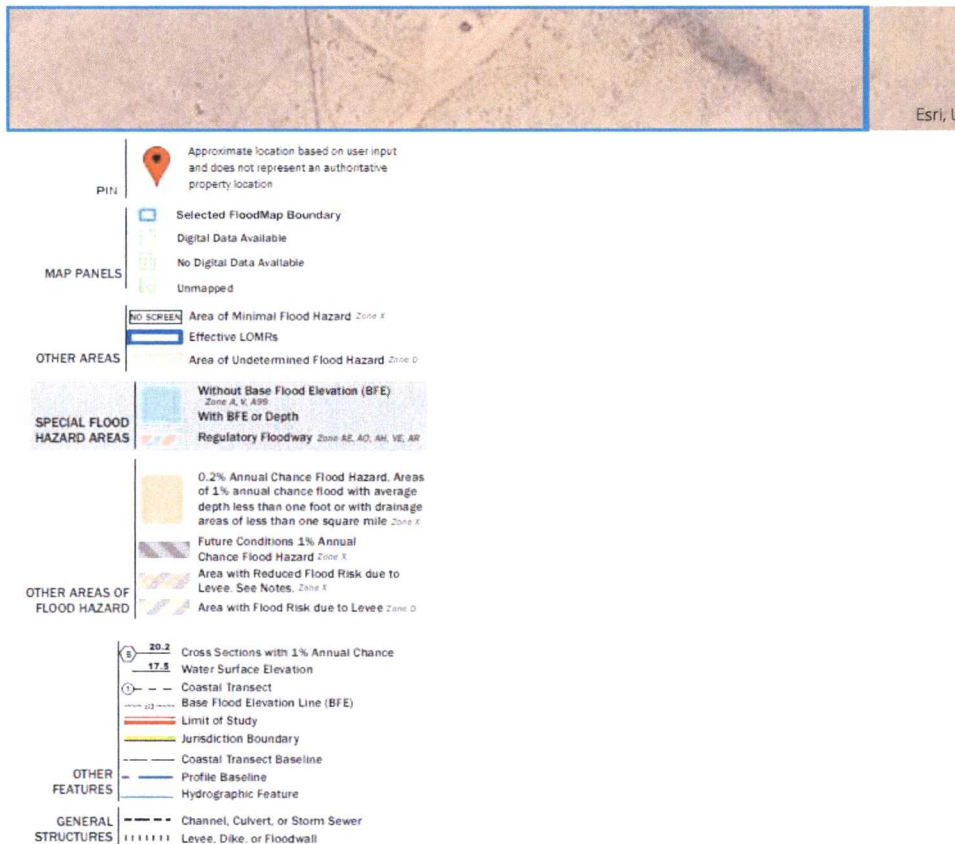 Esri, U
PIN
Approximate location based on user input
and does not represent an authoritative
property location
MAP PANELS
Selected FloodMap Boundary
Digital Data Available
No Digital Data Available
Unmapped
OTHER AREAS
NO SCREEN Area of Minimal Flood Hazard Zone X
Effective LOMRs
Area of Undetermined Flood Hazard Zone D
SPECIAL FLOOD
HAZARD AREAS
Without Base Flood Elevation (BFE)
Zone A, V, A99
With BFE or Depth
Regulatory Floodway Zone AE, AO, AH, VE, AR
OTHER AREAS OF
FLOOD HAZARD
0.2% Annual Chance Flood Hazard. Areas
of 1% annual chance flood with average
depth less than one foot or with drainage
areas of less than one square mile Zone X
Future Conditions 1% Annual
Chance Flood Hazard Zone X
Area with Reduced Flood Risk due to
Levee. See Notes. Zone X
Area with Flood Risk due to Levee Zone D
OTHER
FEATURES
20.2 Cross Sections with 1% Annual Chance
17.5 Water Surface Elevation
Coastal Transect
Base Flood Elevation Line (BFE)
Limit of Study
Jurisdiction Boundary
Coastal Transect Baseline
Profile Baseline
Hydrographic Feature
GENERAL
STRUCTURES
Channel, Culvert, or Storm Sewer
Levee, Dike, or Floodwall